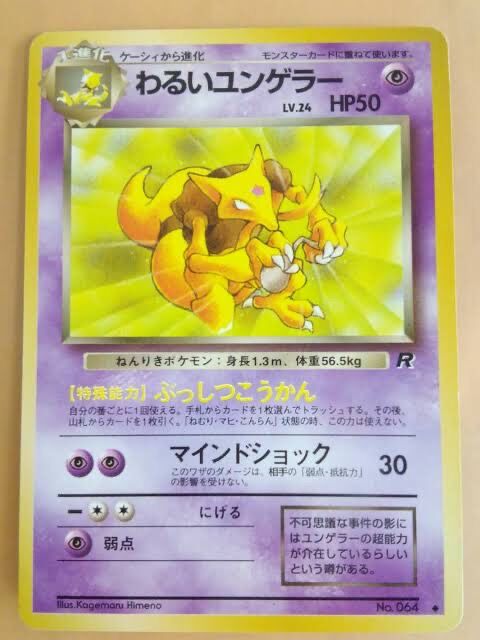 1進化 ケーシィから進化 モンスターカードに重ねて使います。
わるいユンゲラー
LV.24 HP50
ねんりきポケモン：身長1.3m、体重56.5kg
R
【特殊能力】ぶっしつこうかん
自分の番ごとに1回使える。手札からカードを1枚選んでトラッシュする。その後、
山札からカードを1枚引く。「ねむり・マヒ・こんらん」状態の時、この力は使えない。
マインドショック 30
このワザのダメージは、相手の「弱点・抵抗力」
の影響を受けない。
ー にげる
弱点
不可思議な事件の影に
はユンゲラーの超能力
が介在しているらしい
という噂がある。
Illus.Kagemaru Himeno No.064